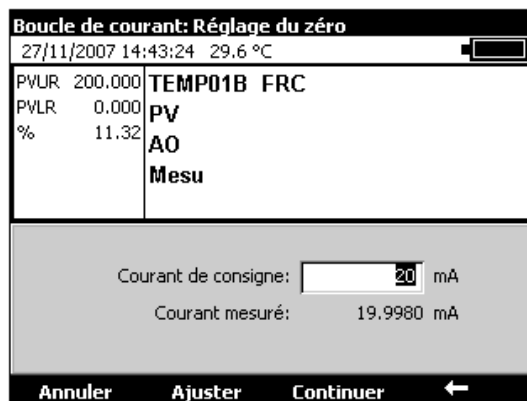 Boucle de courant: Réglage du zéro
27/11/2007 14:43:24 29.6 °C
PVUR 200.000
PVLR 0.000
% 11.32
TEMP01B FRC
PV
AO
Mesu
Courant de consigne: 20 mA
Courant mesuré: 19.9980 mA
Annuler Ajuster Continuer ←